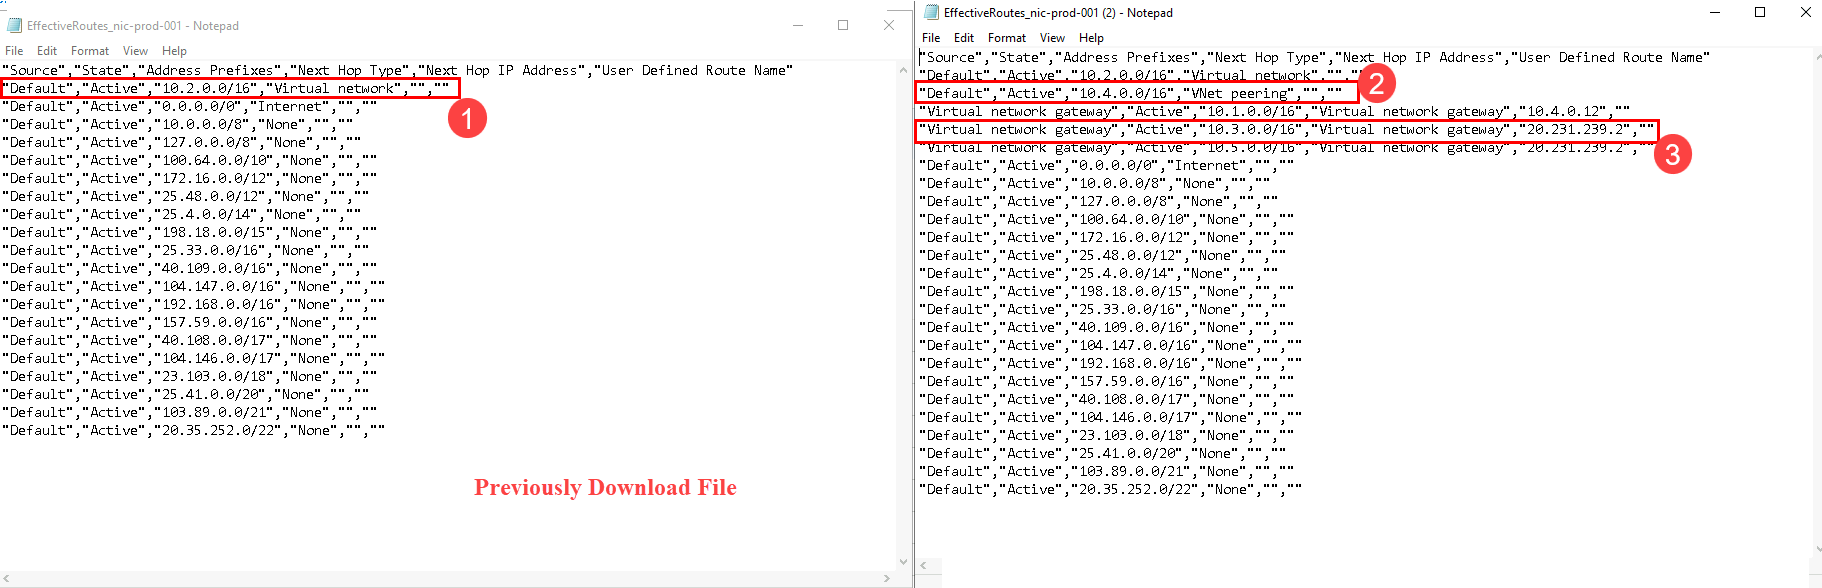 EffectiveRoutes_nic-prod-001 - Notepad
File Edit Format View Help
"Source","State","Address Prefixes","Next Hop Type","Next Hop IP Address","User Defined Route Name"
"Default","Active","10.2.0.0/16","Virtual network","",""
"Default","Active","0.0.0.0/0","Internet","",""
"Default","Active","10.0.0.0/8","None","",""
"Default","Active","127.0.0.0/8","None","",""
"Default","Active","100.64.0.0/10","None","",""
"Default","Active","172.16.0.0/12","None","",""
"Default","Active","25.48.0.0/12","None","",""
"Default","Active","25.4.0.0/14","None","",""
"Default","Active","198.18.0.0/15","None","",""
"Default","Active","25.33.0.0/16","None","",""
"Default","Active","40.109.0.0/16","None","",""
"Default","Active","104.147.0.0/16","None","",""
"Default","Active","192.168.0.0/16","None","",""
"Default","Active","157.59.0.0/16","None","",""
"Default","Active","40.108.0.0/17","None","",""
"Default","Active","104.146.0.0/17","None","",""
"Default","Active","23.103.0.0/18","None","",""
"Default","Active","25.41.0.0/20","None","",""
"Default","Active","103.89.0.0/21","None","",""
"Default","Active","20.35.252.0/22","None","",""
1
Previously Download File
EffectiveRoutes_nic-prod-001 (2) - Notepad
File Edit Format View Help
"Source","State","Address Prefixes","Next Hop Type","Next Hop IP Address","User Defined Route Name"
"Default","Active","10.2.0.0/16","Virtual network","",""
"Default","Active","10.4.0.0/16","VNet peering","",""
"Virtual network gateway","Active","10.1.0.0/16","Virtual network gateway","10.4.0.12",""
"Virtual network gateway","Active","10.3.0.0/16","Virtual network gateway","20.231.239.2",""
"Virtual network gateway","Active","10.5.0.0/16","Virtual network gateway","20.231.239.2",""
"Default","Active","0.0.0.0/0","Internet","",""
"Default","Active","10.0.0.0/8","None","",""
"Default","Active","127.0.0.0/8","None","",""
"Default","Active","100.64.0.0/10","None","",""
"Default","Active","172.16.0.0/12","None","",""
"Default","Active","25.48.0.0/12","None","",""
"Default","Active","25.4.0.0/14","None","",""
"Default","Active","198.18.0.0/15","None","",""
"Default","Active","25.33.0.0/16","None","",""
"Default","Active","40.109.0.0/16","None","",""
"Default","Active","104.147.0.0/16","None","",""
"Default","Active","192.168.0.0/16","None","",""
"Default","Active","157.59.0.0/16","None","",""
"Default","Active","40.108.0.0/17","None","",""
"Default","Active","104.146.0.0/17","None","",""
"Default","Active","23.103.0.0/18","None","",""
"Default","Active","25.41.0.0/20","None","",""
"Default","Active","103.89.0.0/21","None","",""
"Default","Active","20.35.252.0/22","None","",""
2
3